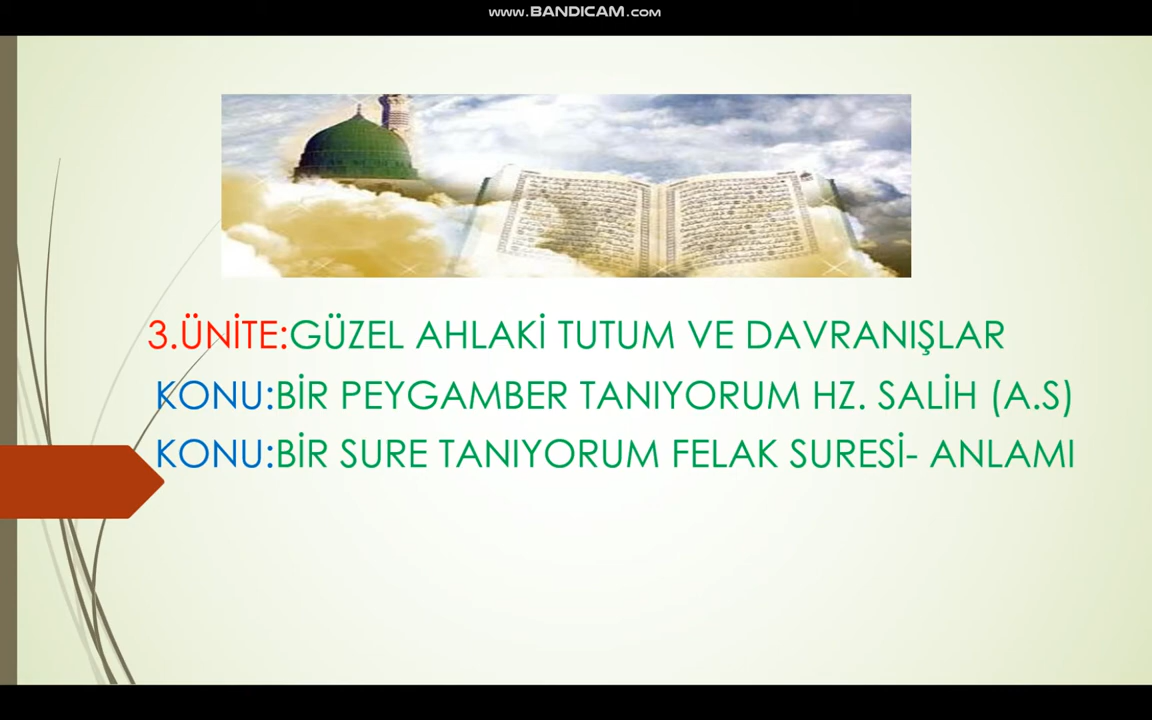 www.BANDICAM.com
3.ÜNİTE:GÜZEL AHLAKİ TUTUM VE DAVRANIŞLAR
KONU:BİR PEYGAMBER TANIYORUM HZ. SALİH (A.S)
KONU:BİR SURE TANIYORUM FELAK SURESİ- ANLAMI